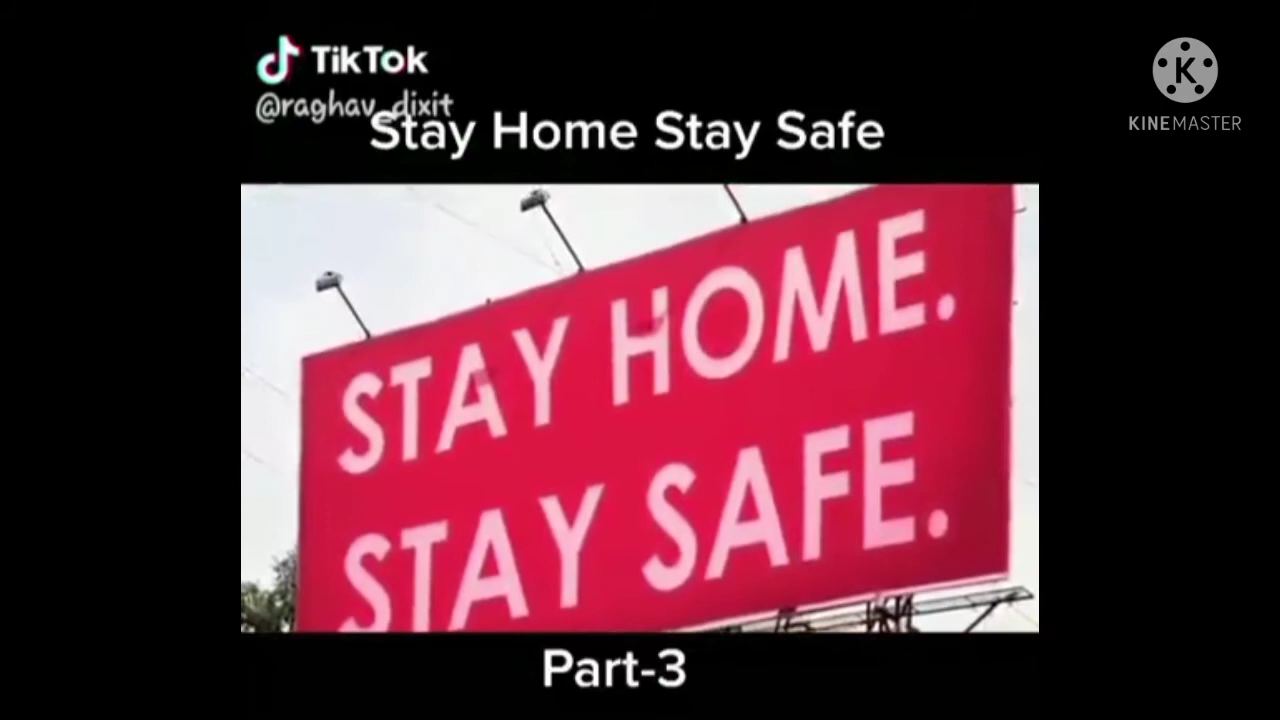 TikTok
@raghav_dixit
Stay Home Stay Safe
K
KINEMASTER
STAY HOME.
STAY SAFE.
Part-3